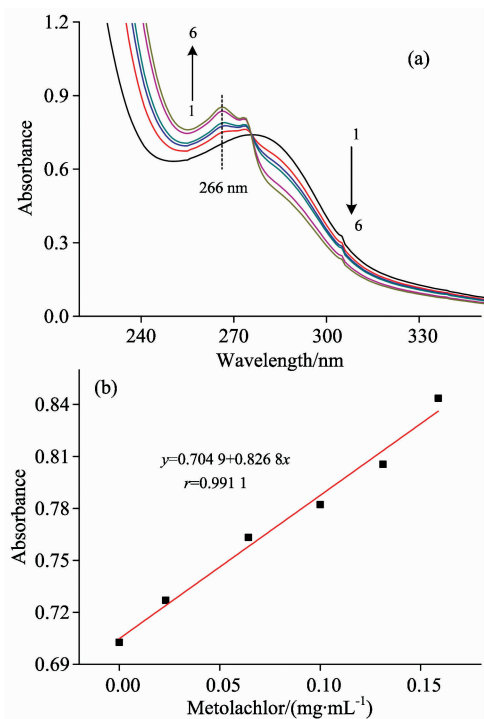 1.2
6
(a)
0.9
1
1
Absorbance
0.6
266 nm
6
0.3
0.0
240
270
300
330
Wavelength/nm
(b)
0.84
y=0.704 9+0.826 8x
0.81
r=0.991 1
Absorbance
0.78
0.75
0.72
0.69
0.00
0.05
0.10
0.15
Metolachlor/(mg·mL⁻¹)